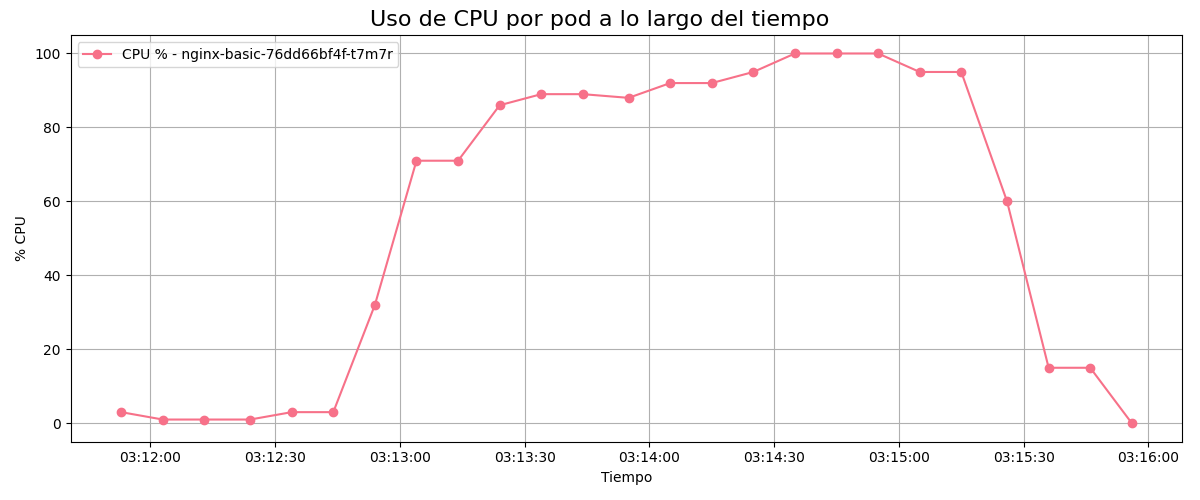 Uso de CPU por pod a lo largo del tiempo
CPU % - nginx-basic-76dd66bf4f-t7m7r
100
80
60
40
20
0
% CPU
03:12:00 03:12:30 03:13:00 03:13:30 03:14:00 03:14:30 03:15:00 03:15:30 03:16:00
Tiempo